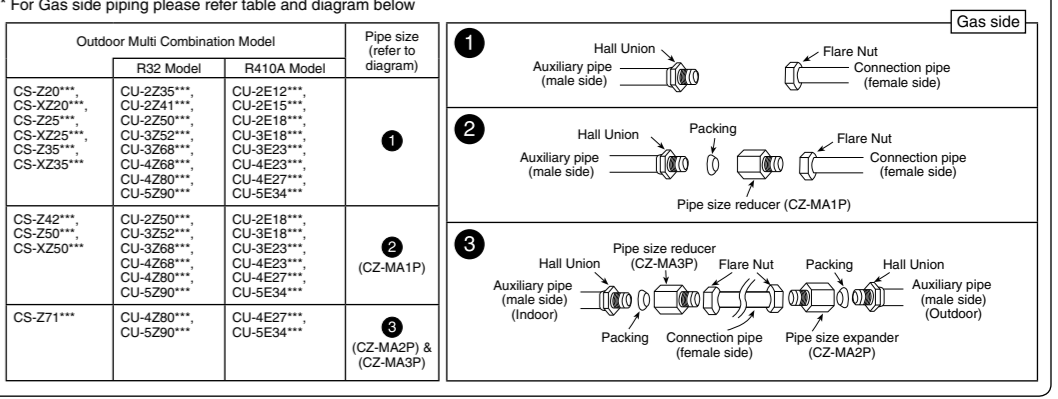 * For Gas side piping please refer table and diagram below
Outdoor Multi Combination Model
Pipe size
(refer to
diagram)
R32 Model
R410A Model
CS-Z20***,
CS-XZ20***,
CS-Z25***,
CS-XZ25***,
CS-Z35***,
CS-XZ35***
CU-2Z35***,
CU-2Z41***,
CU-2Z50***,
CU-3Z52***,
CU-3Z68***,
CU-4Z68***,
CU-4Z80***,
CU-5Z90***
CU-2E12***,
CU-2E15***,
CU-2E18***,
CU-3E18***,
CU-3E23***,
CU-4E23***,
CU-4E27***,
CU-5E34***
1
CS-Z42***,
CS-Z50***,
CS-XZ50***
CU-2Z50***,
CU-3Z52***,
CU-3Z68***,
CU-4Z68***,
CU-4Z80***,
CU-5Z90***
CU-2E18***,
CU-3E18***,
CU-3E23***,
CU-4E23***,
CU-4E27***,
CU-5E34***
2
(CZ-MA1P)
CS-Z71***
CU-4Z80***,
CU-5Z90***
CU-4E27***,
CU-5E34***
3
(CZ-MA2P) &
(CZ-MA3P)
Gas side
1
Hall Union
Auxiliary pipe
(male side)
Flare Nut
Connection pipe
(female side)
2
Hall Union
Packing
Flare Nut
Auxiliary pipe
(male side)
Connection pipe
(female side)
Pipe size reducer (CZ-MA1P)
3
Pipe size reducer
(CZ-MA3P)
Hall Union
Flare Nut
Packing
Hall Union
Auxiliary pipe
(male side)
(Indoor)
Auxiliary pipe
(male side)
(Outdoor)
Packing
Connection pipe
(female side)
Pipe size expander
(CZ-MA2P)